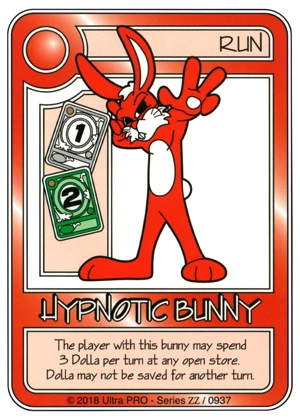 RUN
1
2
HYPNOTIC BUNNY
The player with this bunny may spend
3 Dolla per turn at any open store.
Dolla may not be saved for another turn.
© 2018 Ultra PRO - Series ZZ / 0937